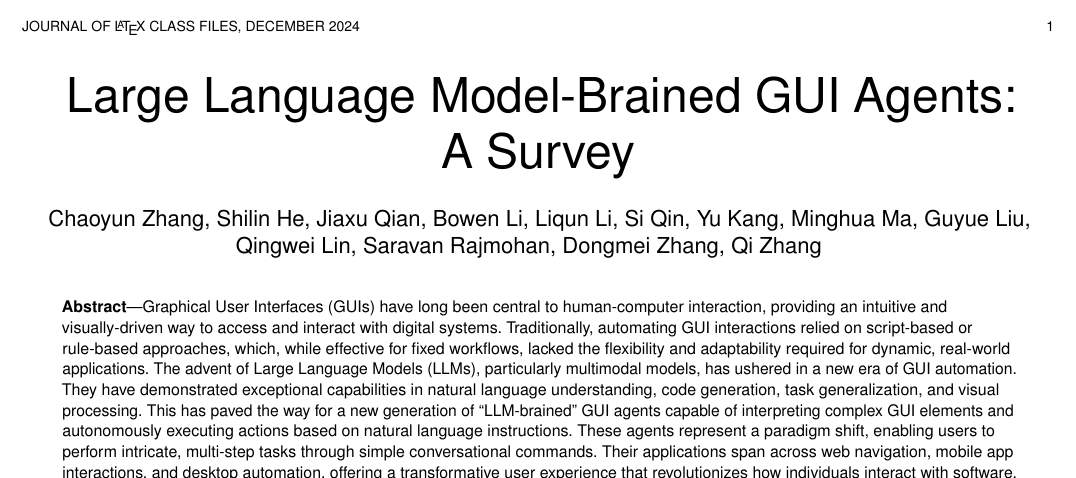 JOURNAL OF LATEX CLASS FILES, DECEMBER 2024
1
Large Language Model-Brained GUI Agents:
A Survey
Chaoyun Zhang, Shilin He, Jiaxu Qian, Bowen Li, Liqun Li, Si Qin, Yu Kang, Minghua Ma, Guyue Liu,
Qingwei Lin, Saravan Rajmohan, Dongmei Zhang, Qi Zhang
Abstract—Graphical User Interfaces (GUIs) have long been central to human-computer interaction, providing an intuitive and
visually-driven way to access and interact with digital systems. Traditionally, automating GUI interactions relied on script-based or
rule-based approaches, which, while effective for fixed workflows, lacked the flexibility and adaptability required for dynamic, real-world
applications. The advent of Large Language Models (LLMs), particularly multimodal models, has ushered in a new era of GUI automation.
They have demonstrated exceptional capabilities in natural language understanding, code generation, task generalization, and visual
processing. This has paved the way for a new generation of “LLM-brained” GUI agents capable of interpreting complex GUI elements and
autonomously executing actions based on natural language instructions. These agents represent a paradigm shift, enabling users to
perform intricate, multi-step tasks through simple conversational commands. Their applications span across web navigation, mobile app
interactions, and desktop automation, offering a transformative user experience that revolutionizes how individuals interact with software.